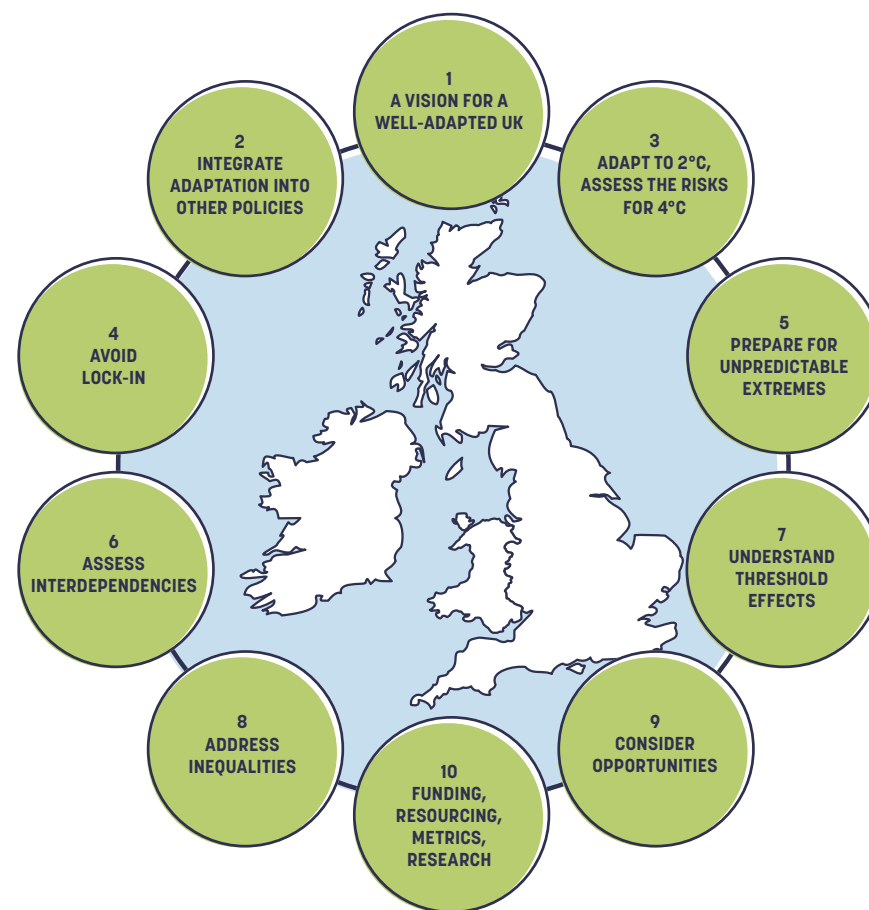 1
A VISION FOR A
WELL-ADAPTED UK
2
INTEGRATE
ADAPTATION INTO
OTHER POLICIES
3
ADAPT TO 2°C,
ASSESS THE RISKS
FOR 4°C
4
AVOID
LOCK-IN
5
PREPARE FOR
UNPREDICTABLE
EXTREMES
6
ASSESS
INTERDEPENDENCIES
7
UNDERSTAND
THRESHOLD
EFFECTS
8
ADDRESS
INEQUALITIES
9
CONSIDER
OPPORTUNITIES
10
FUNDING,
RESOURCING,
METRICS,
RESEARCH